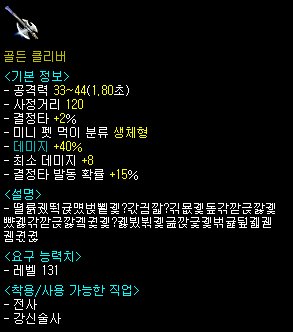 골든 클리버
<기본 정보>
- 공격력 33~44(1.80초)
- 사정거리 120
- 결정타 +2%
- 미니 펫 먹이 분류 생체형
- 데미지 +40%
- 최소 데미지 +8
- 결정타 발동 확률 +15%
<설명>
<요구 능력치>
- 레벨 131
<착용/사용 가능한 직업>
- 전사
- 강신술사